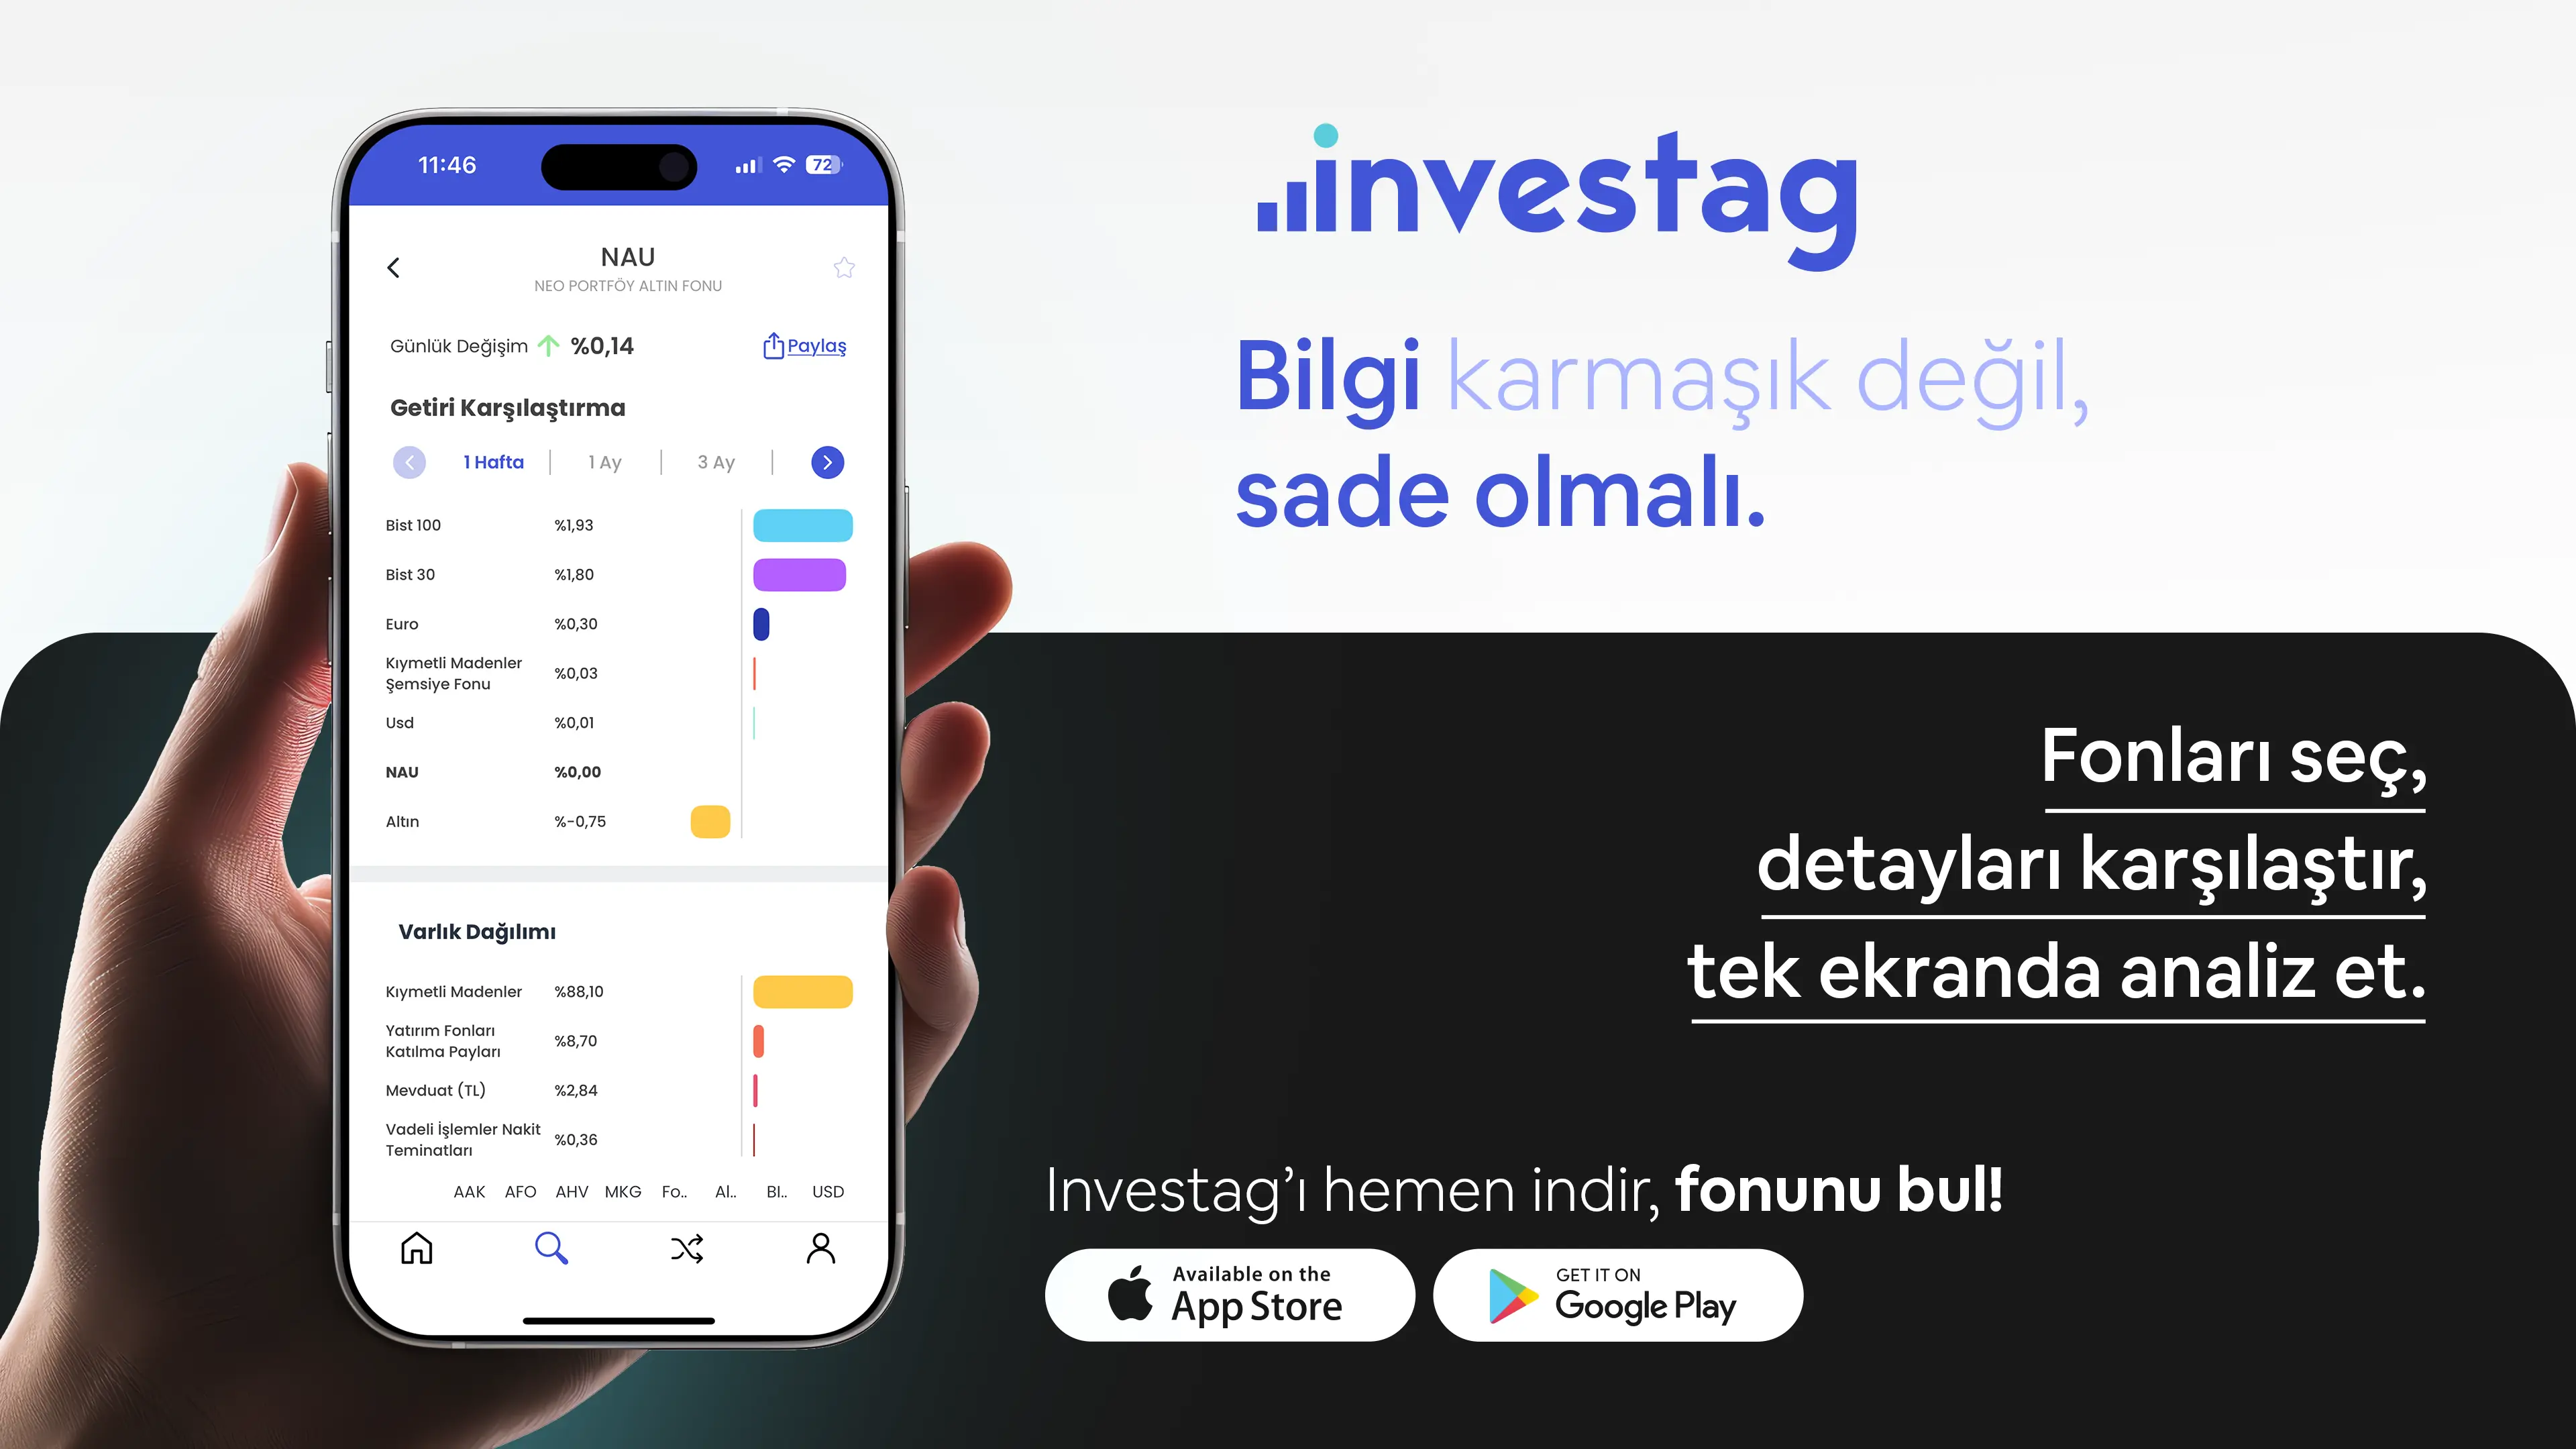 11:46
72
NAU
NEO PORTFÖY ALTIN FONU
Günlük Değişim %0,14
Paylaş
Getiri Karşılaştırma
1 Hafta | 1 Ay | 3 Ay |
Bist 100 %1,93
Bist 30 %1,80
Euro %0,30
Kıymetli Madenler
Şemsiye Fonu %0,03
Usd %0,01
NAU %0,00
Altın %-0,75
Varlık Dağılımı
Kıymetli Madenler %88,10
Yatırım Fonları
Katılma Payları %8,70
Mevduat (TL) %2,84
Vadeli İşlemler Nakit
Teminatları %0,36
AAK AFO AHV MKG Fo.. Al.. BI.. USD
investag
Bilgi karmaşık değil,
sade olmalı.
Fonları seç,
detayları karşılaştır,
tek ekranda analiz et.
Investag’ı hemen indir, fonunu bul!
Available on the
App Store
GET IT ON
Google Play